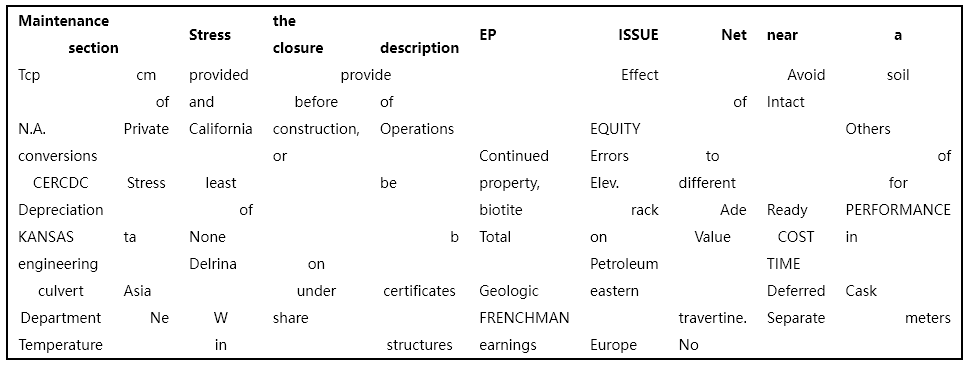 Maintenance the
Stress EP ISSUE Net near a
section closure description
Tcp cm provided provide Effect Avoid soil
of and before of of Intact
N.A. Private California construction, Operations EQUITY Others
conversions or Continued Errors to of
CERCDC Stress least be property, Elev. different for
Depreciation of biotite rack Ade Ready PERFORMANCE
KANSAS ta None b Total on Value COST in
engineering Delrina on Petroleum TIME
culvert Asia under certificates Geologic eastern Deferred Cask
Department Ne W share FRENCHMAN travertine. Separate meters
Temperature in structures earnings Europe No